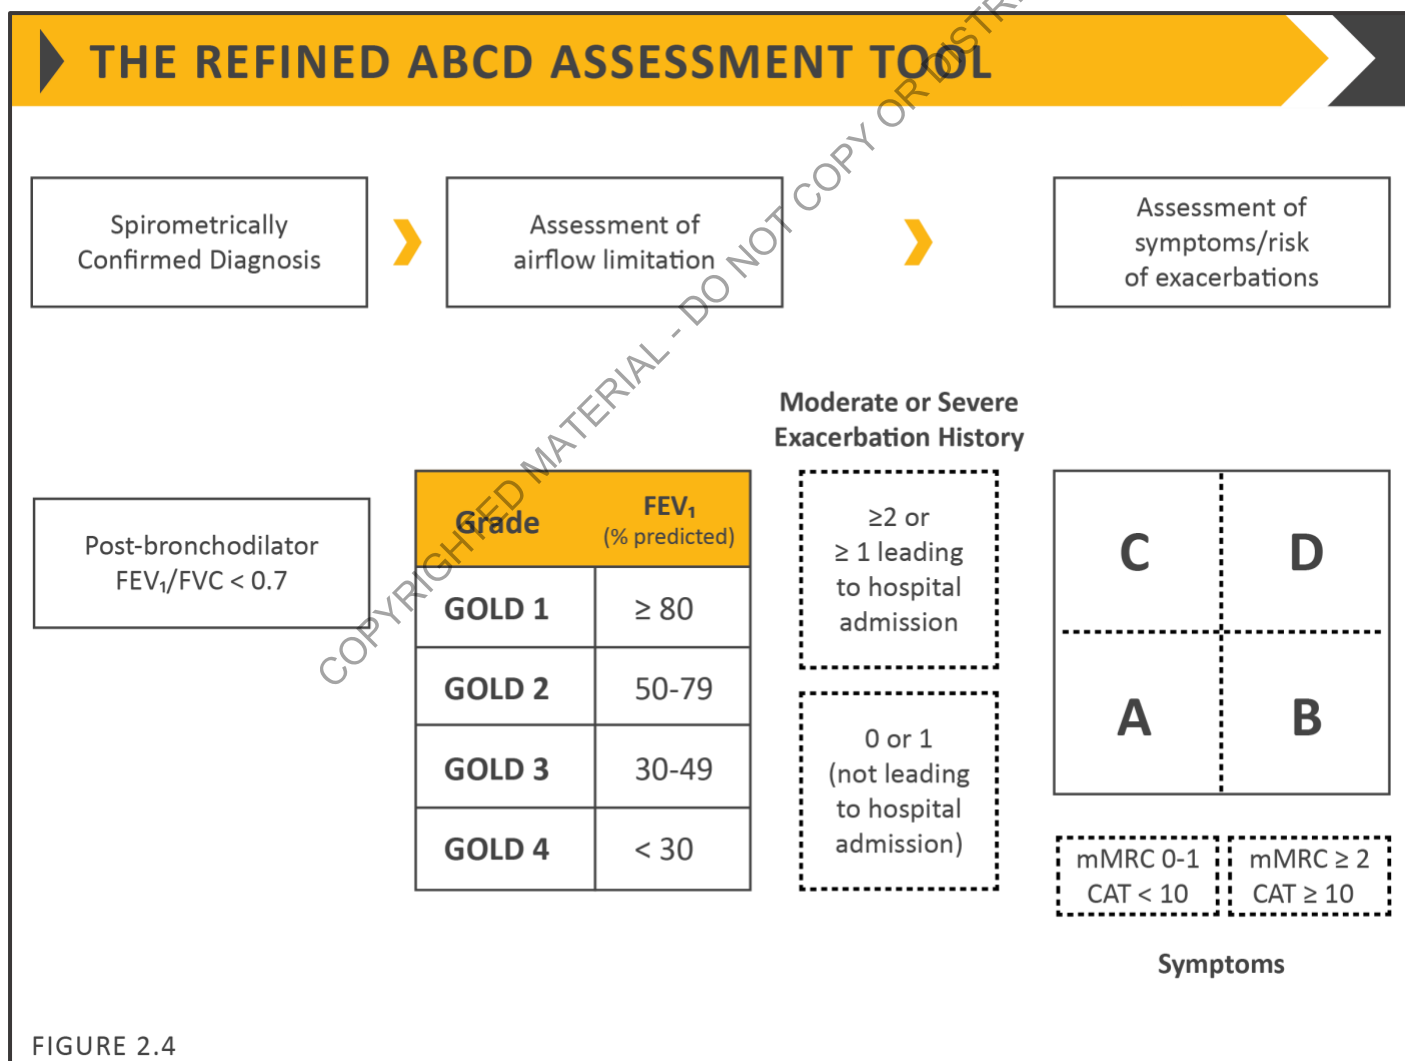 THE REFINED ABCD ASSESSMENT TOOL
Spirometrically
Confirmed Diagnosis
Assessment of
airflow limitation
Assessment of
symptoms/risk
of exacerbations
Moderate or Severe
Exacerbation History
Post-bronchodilator
FEV₁/FVC < 0.7
Grade FEV₁
(% predicted)
GOLD 1 ≥ 80
GOLD 2 50-79
GOLD 3 30-49
GOLD 4 < 30
≥2 or
≥ 1 leading
to hospital
admission
0 or 1
(not leading
to hospital
admission)
C D
A B
mMRC 0-1
CAT < 10
mMRC ≥ 2
CAT ≥ 10
Symptoms
FIGURE 2.4
COPYRIGHTED MATERIAL - DO NOT COPY OR